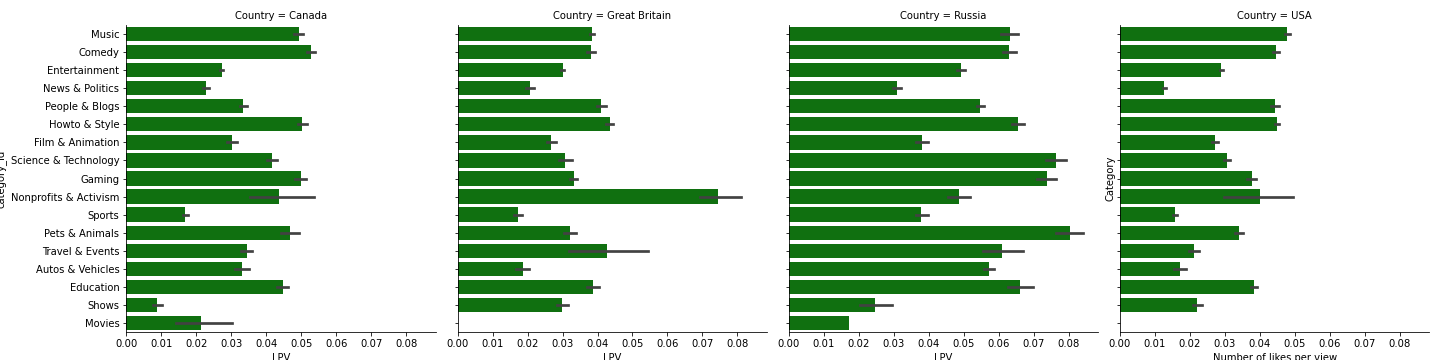 Country = Canada
Country = Great Britain
Country = Russia
Country = USA
Music
Comedy
Entertainment
News & Politics
People & Blogs
Howto & Style
Film & Animation
Science & Technology
Gaming
Nonprofits & Activism
Sports
Pets & Animals
Travel & Events
Autos & Vehicles
Education
Shows
Movies
category_id
Category
0.00 0.01 0.02 0.03 0.04 0.05 0.06 0.07 0.08
0.00 0.01 0.02 0.03 0.04 0.05 0.06 0.07 0.08
0.00 0.01 0.02 0.03 0.04 0.05 0.06 0.07 0.08
0.00 0.01 0.02 0.03 0.04 0.05 0.06 0.07 0.08
LPV
LPV
LPV
Number of likes per view